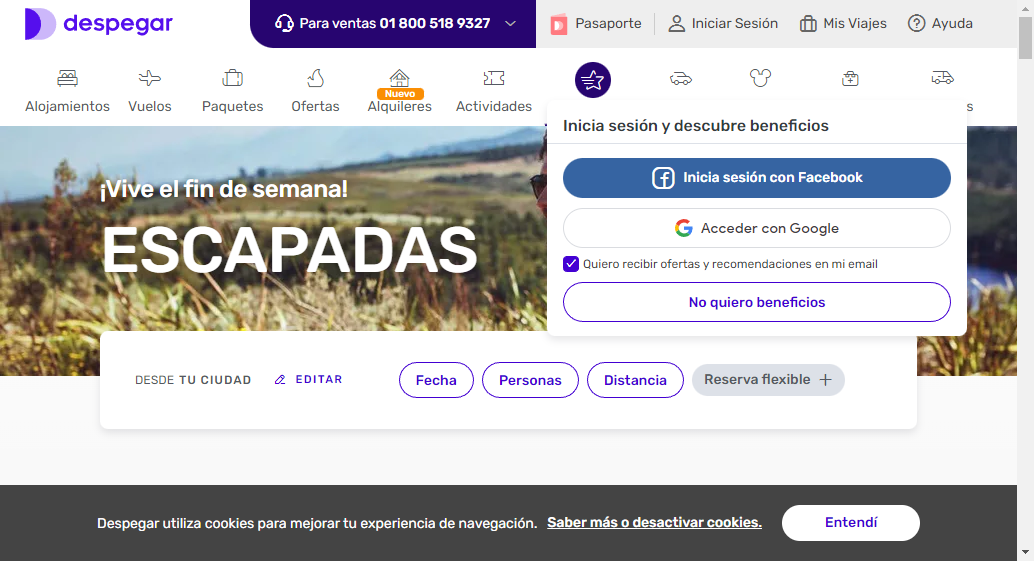 despegar
Para ventas 01 800 518 9327
Pasaporte
Iniciar Sesión
Mis Viajes
Ayuda
Alojamientos
Vuelos
Paquetes
Ofertas
Nuevo
Alquileres
Actividades
Inicia sesión y descubre beneficios
Inicia sesión con Facebook
Acceder con Google
Quiero recibir ofertas y recomendaciones en mi email
No quiero beneficios
¡Vive el fin de semana!
ESCAPADAS
DESDE TU CIUDAD
EDITAR
Fecha
Personas
Distancia
Reserva flexible +
Despegar utiliza cookies para mejorar tu experiencia de navegación. Saber más o desactivar cookies.
Entendí